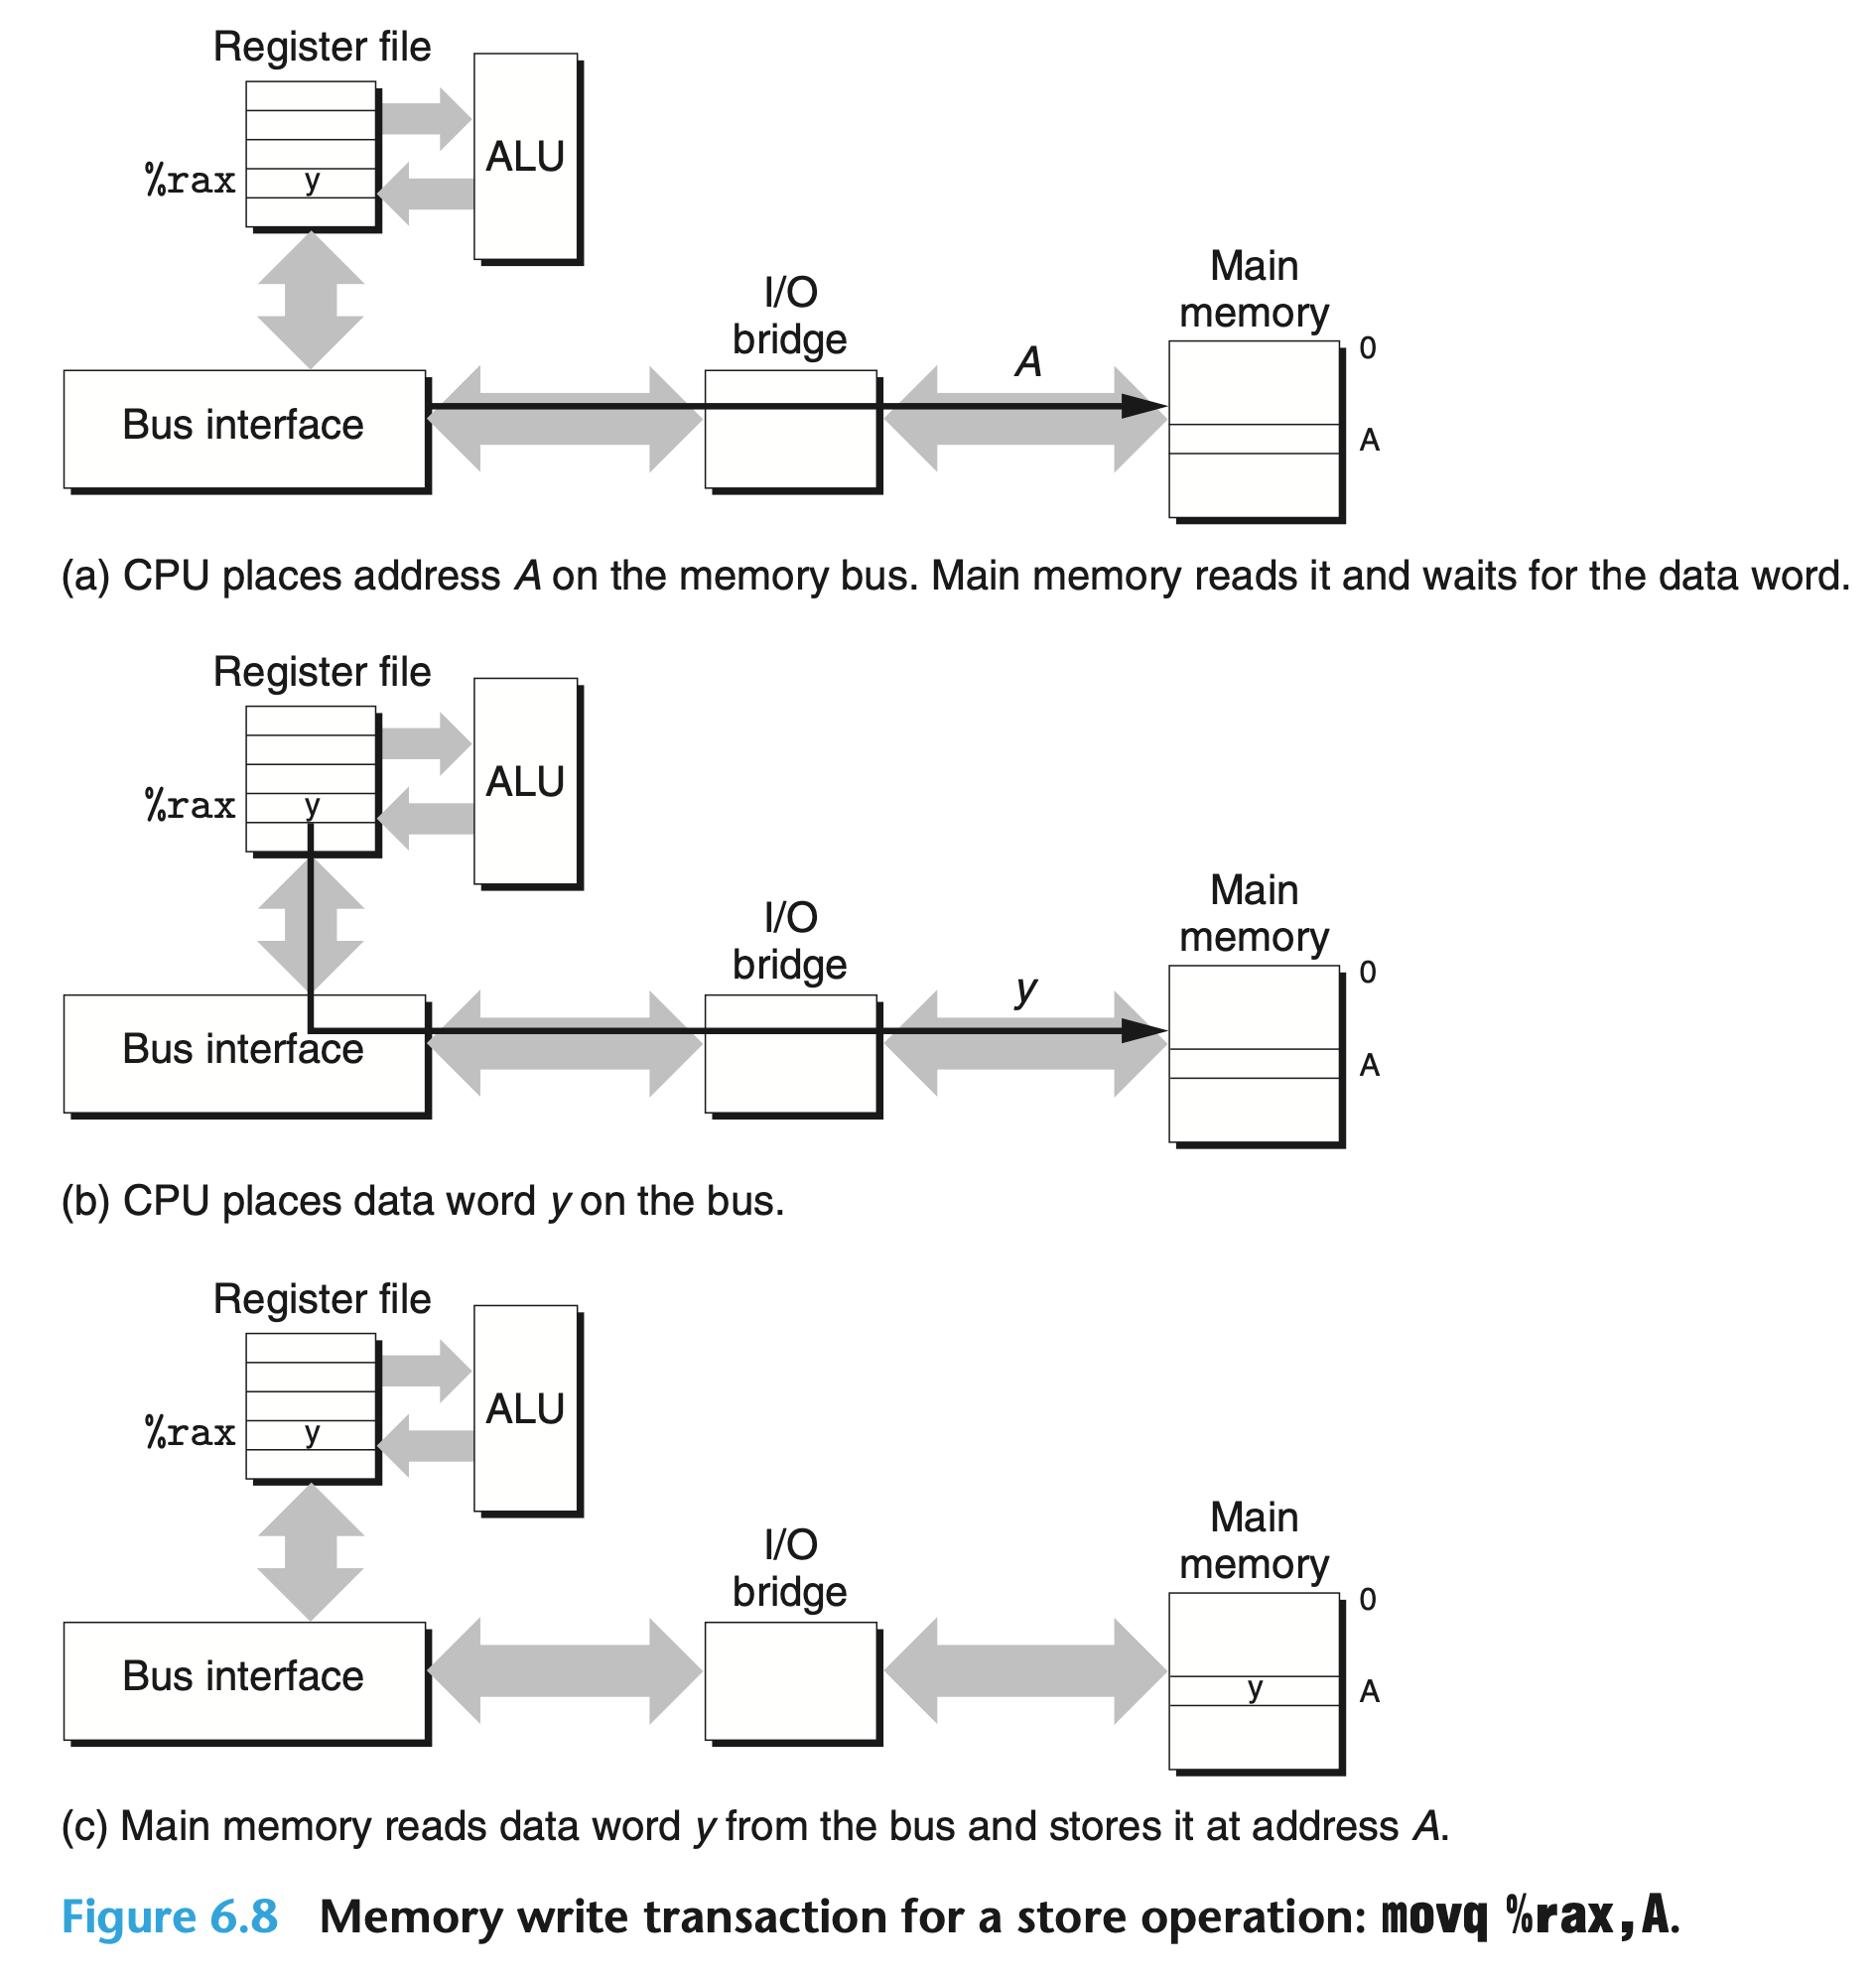 Register file
ALU
%rax
y
I/O
bridge
Main
memory
0
A
A
Bus interface
(a) CPU places address A on the memory bus. Main memory reads it and waits for the data word.
Register file
ALU
%rax
y
I/O
bridge
Main
memory
0
y
A
Bus interface
(b) CPU places data word y on the bus.
Register file
ALU
%rax
y
I/O
bridge
Main
memory
0
Bus interface
y
A
(c) Main memory reads data word y from the bus and stores it at address A.
Figure 6.8 Memory write transaction for a store operation: movq %rax,A.